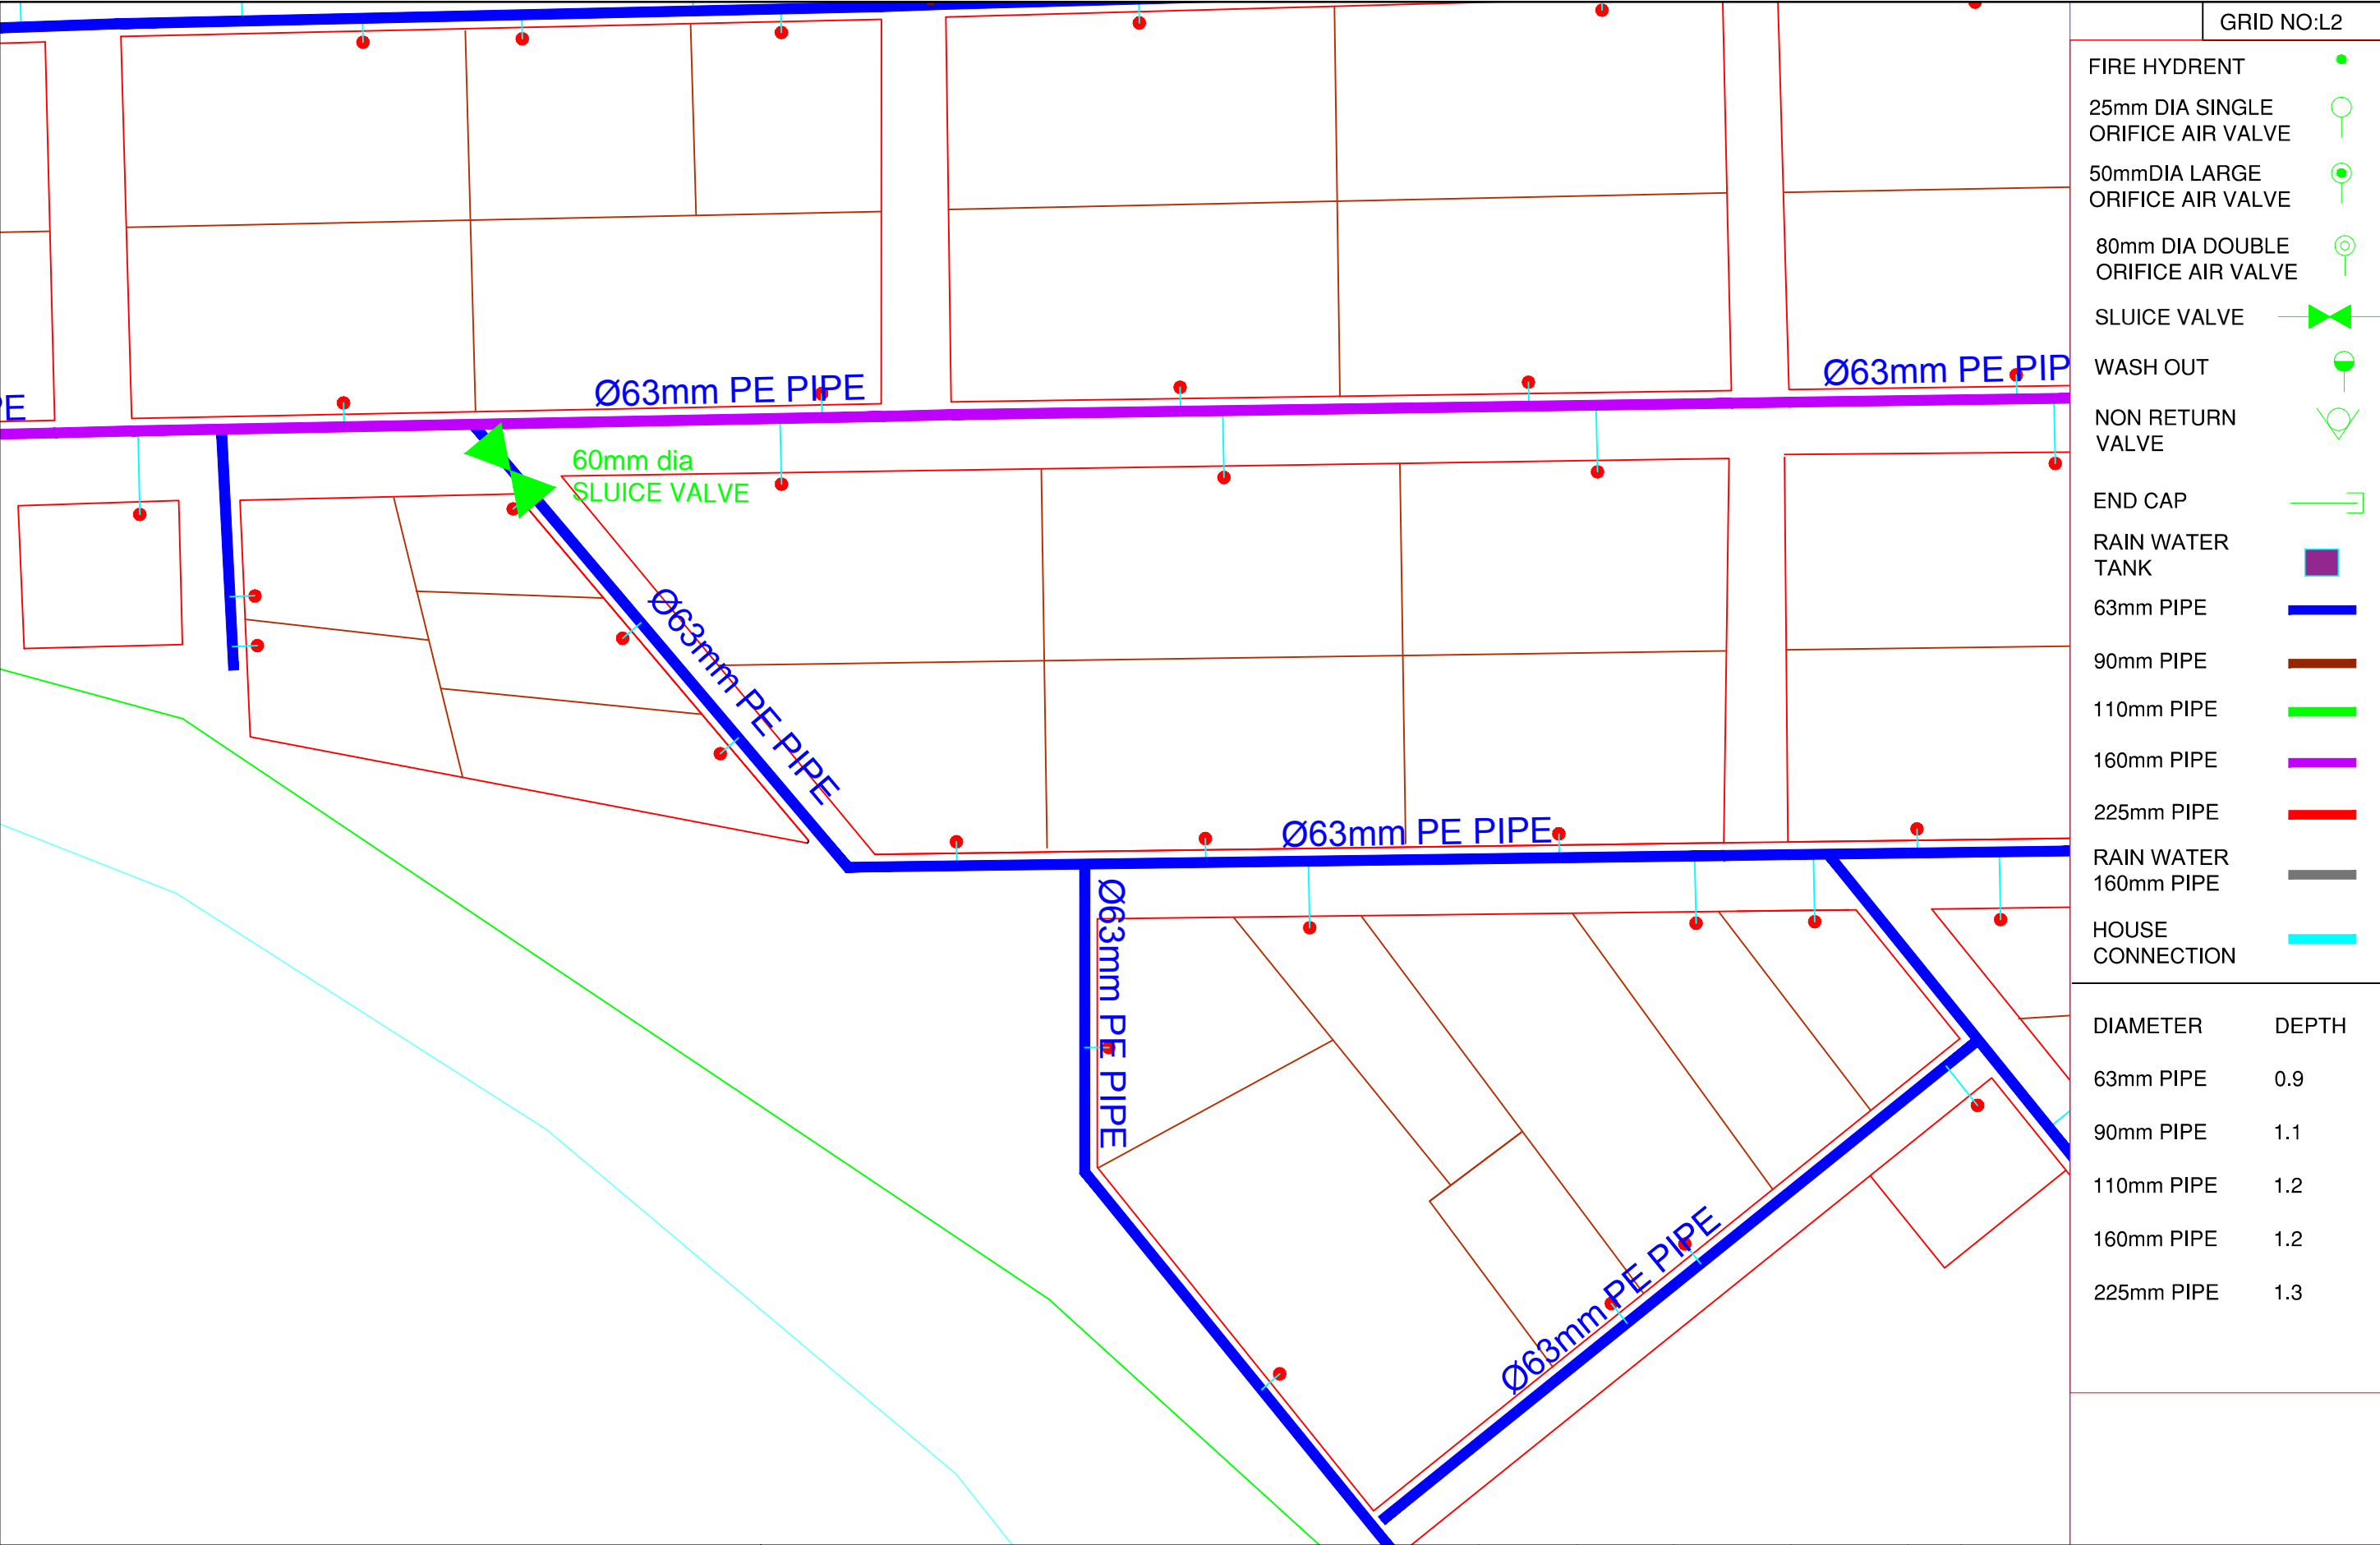 GRID NO:L2
FIRE HYDRENT
25mm DIA SINGLE
ORIFICE AIR VALVE
50mmDIA LARGE
ORIFICE AIR VALVE
80mm DIA DOUBLE
ORIFICE AIR VALVE
SLUICE VALVE
WASH OUT
NON RETURN
VALVE
END CAP
RAIN WATER
TANK
63mm PIPE
90mm PIPE
110mm PIPE
160mm PIPE
225mm PIPE
RAIN WATER
160mm PIPE
HOUSE
CONNECTION
DIAMETER DEPTH
63mm PIPE 0.9
90mm PIPE 1.1
110mm PIPE 1.2
160mm PIPE 1.2
225mm PIPE 1.3
Ø63mm PE PIPE
Ø63mm PE PIP
E
60mm dia
SLUICE VALVE
Ø63mm PE PIPE
Ø63mm PE PIPE
Ø63mm PE PIPE
Ø63mm PE PIPE